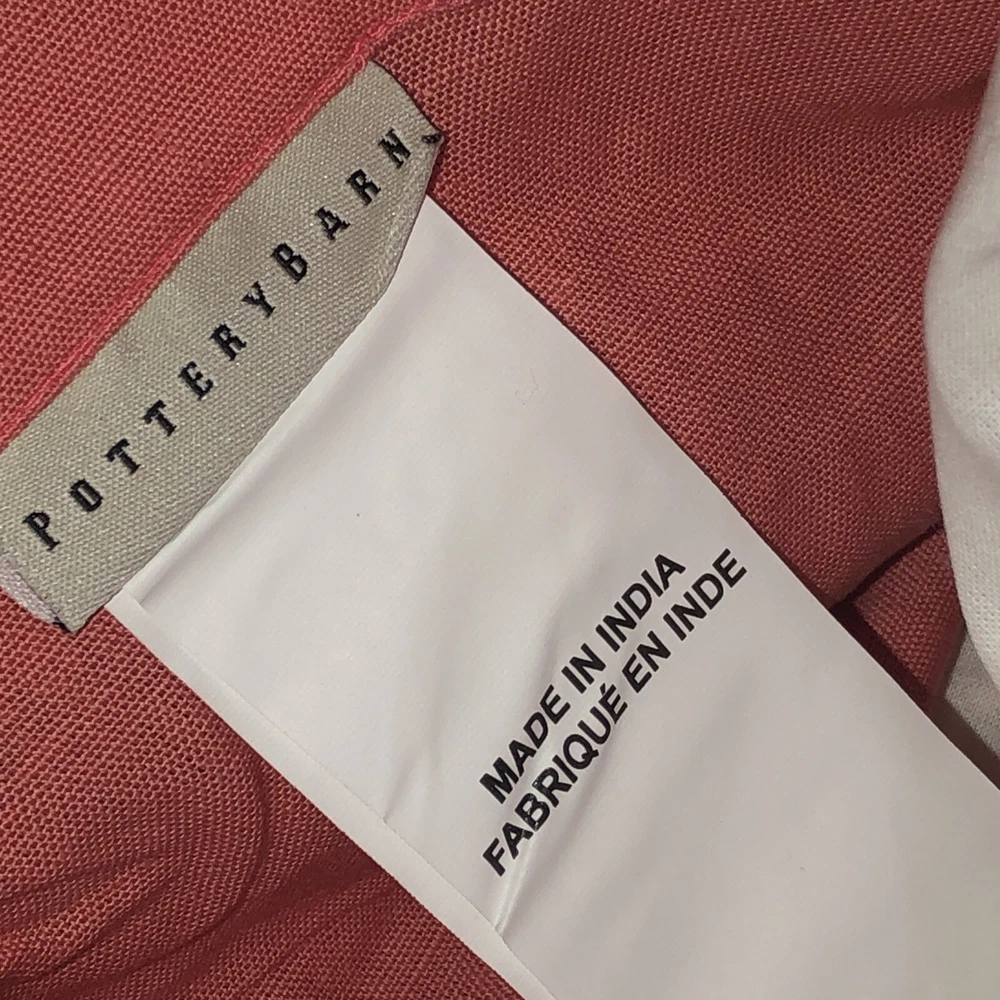 POTTERYBARN
MADE IN INDIA
FABRIQUÉ EN INDE